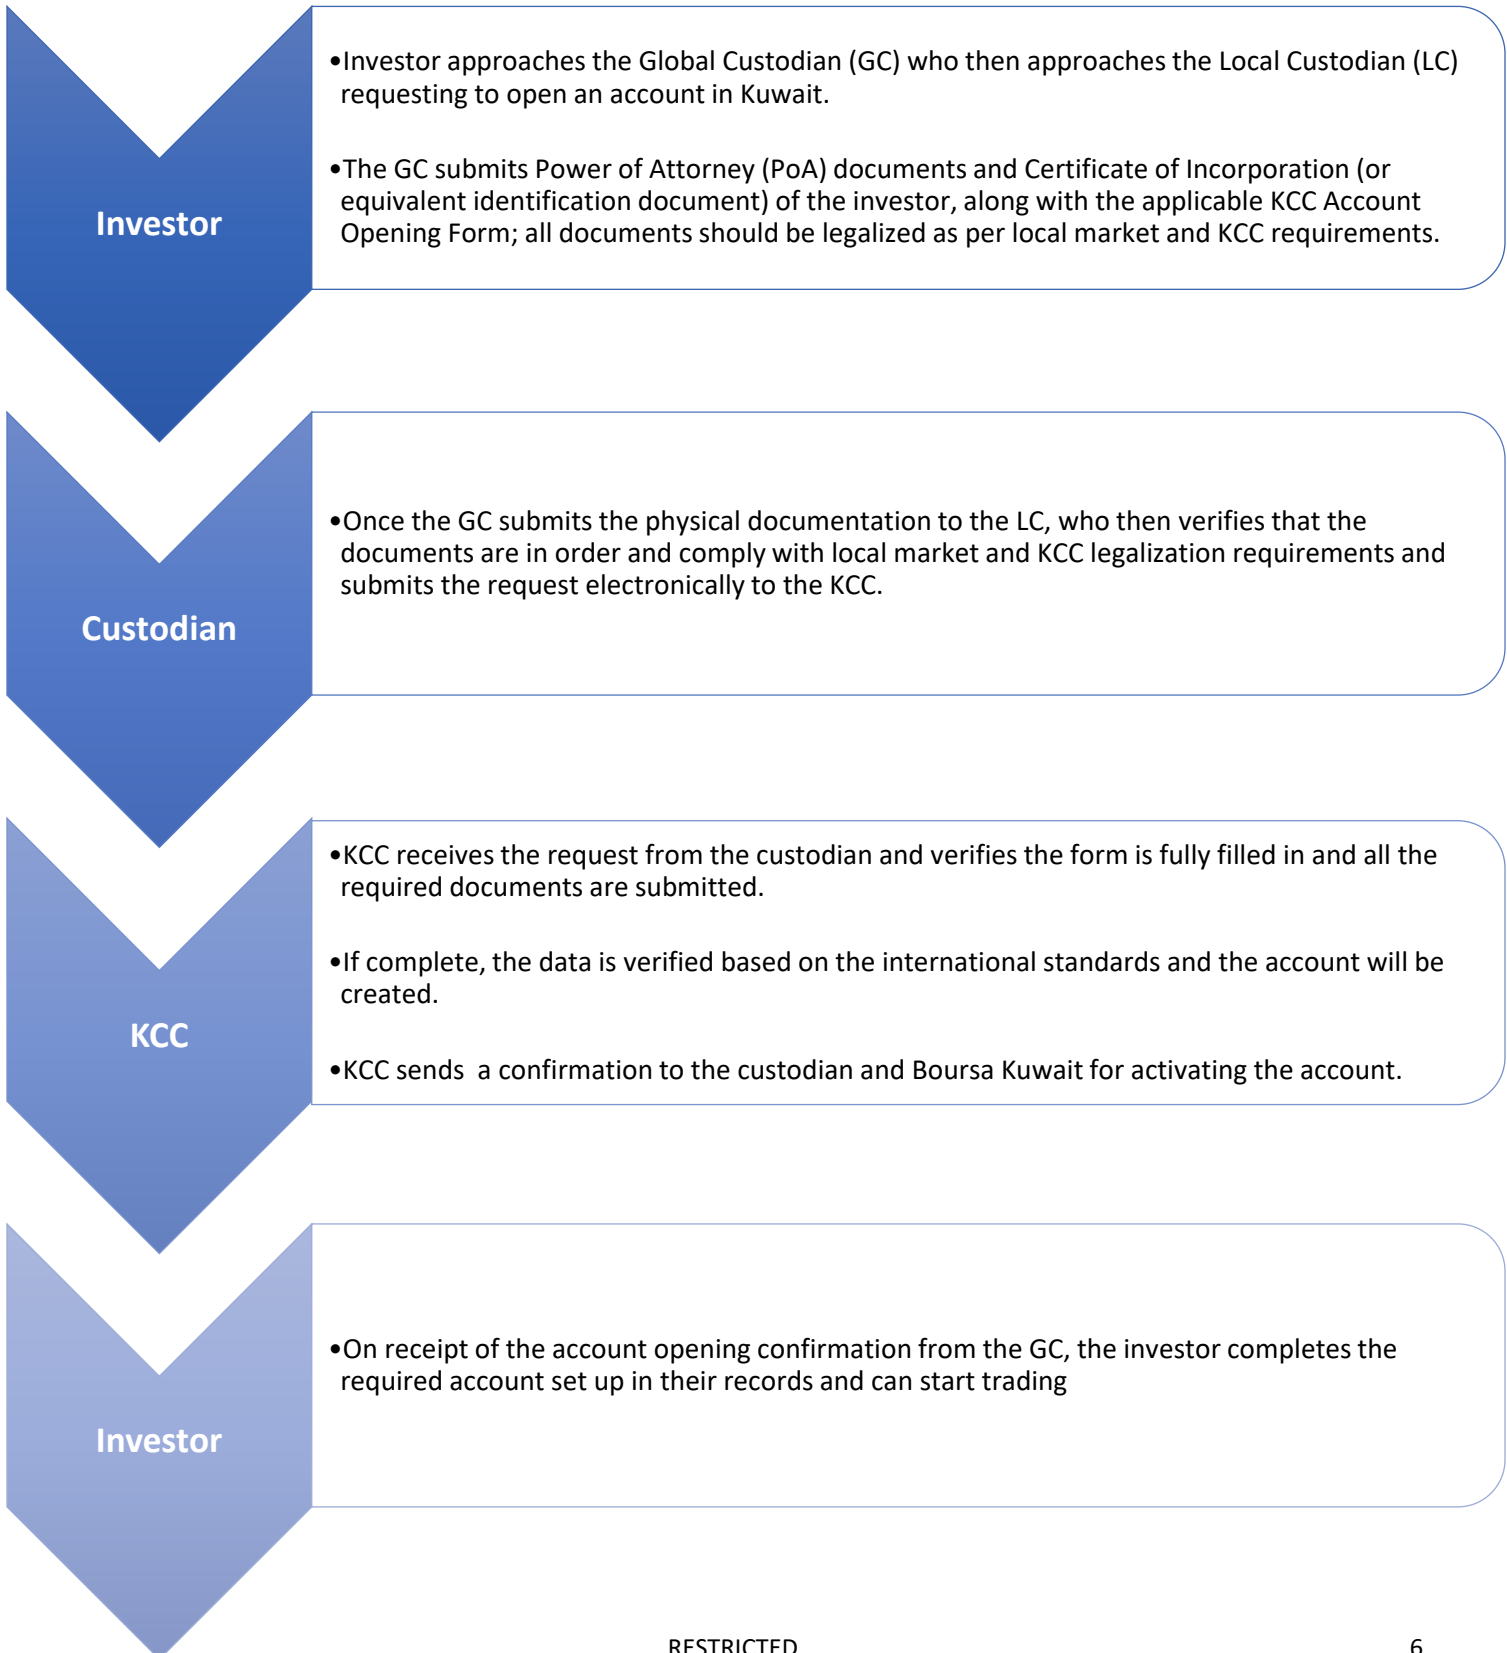 Investor
•Investor approaches the Global Custodian (GC) who then approaches the Local Custodian (LC)
requesting to open an account in Kuwait.
•The GC submits Power of Attorney (PoA) documents and Certificate of Incorporation (or
equivalent identification document) of the investor, along with the applicable KCC Account
Opening Form; all documents should be legalized as per local market and KCC requirements.
Custodian
•Once the GC submits the physical documentation to the LC, who then verifies that the
documents are in order and comply with local market and KCC legalization requirements and
submits the request electronically to the KCC.
KCC
•KCC receives the request from the custodian and verifies the form is fully filled in and all the
required documents are submitted.
•If complete, the data is verified based on the international standards and the account will be
created.
•KCC sends  a confirmation to the custodian and Boursa Kuwait for activating the account.
Investor
•On receipt of the account opening confirmation from the GC, the investor completes the
required account set up in their records and can start trading
RESTRICTED 6